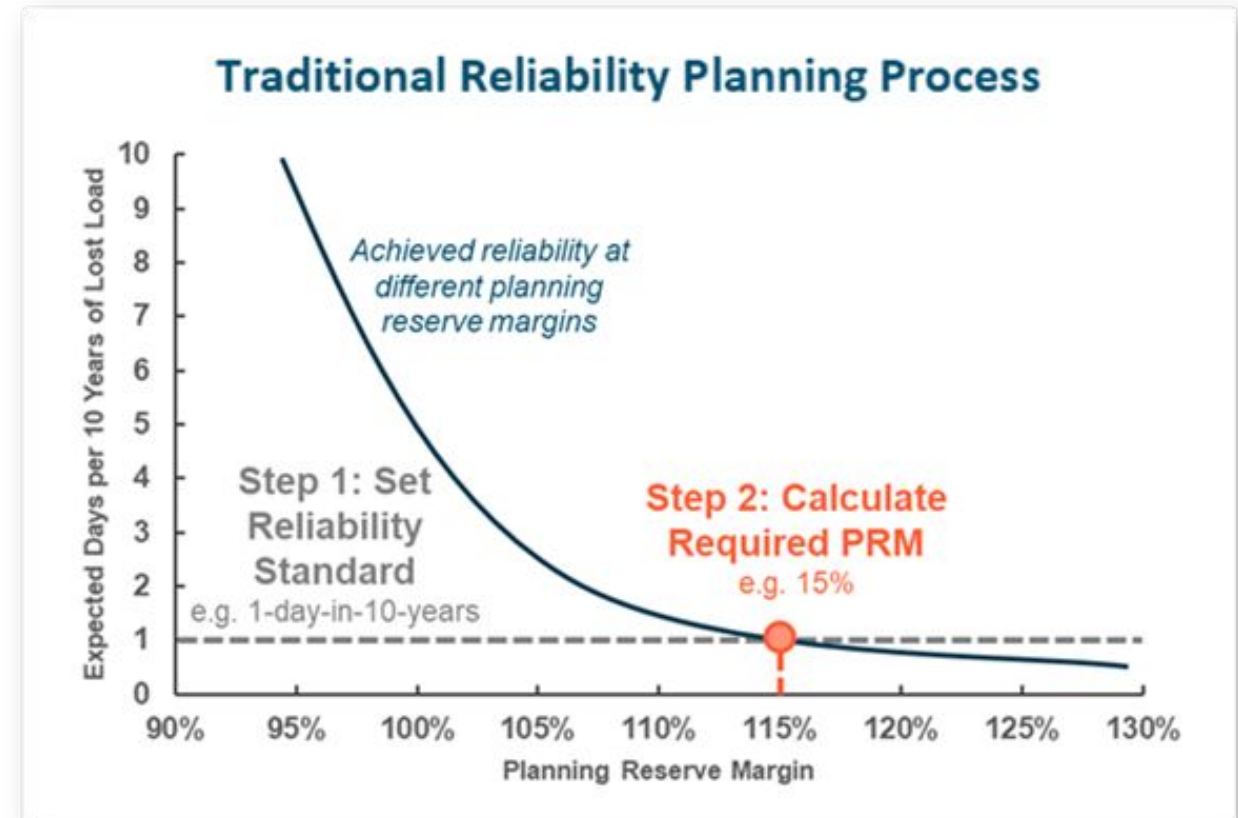 Traditional Reliability Planning Process
Expected Days per 10 Years of Lost Load
10
9
8
7
6
5
4
3
2
1
0
Achieved reliability at
different planning
reserve margins
Step 1: Set
Reliability
Standard
e.g. 1-day-in-10-years
Step 2: Calculate
Required PRM
e.g. 15%
90%
95%
100%
105%
110%
115%
120%
125%
130%
Planning Reserve Margin